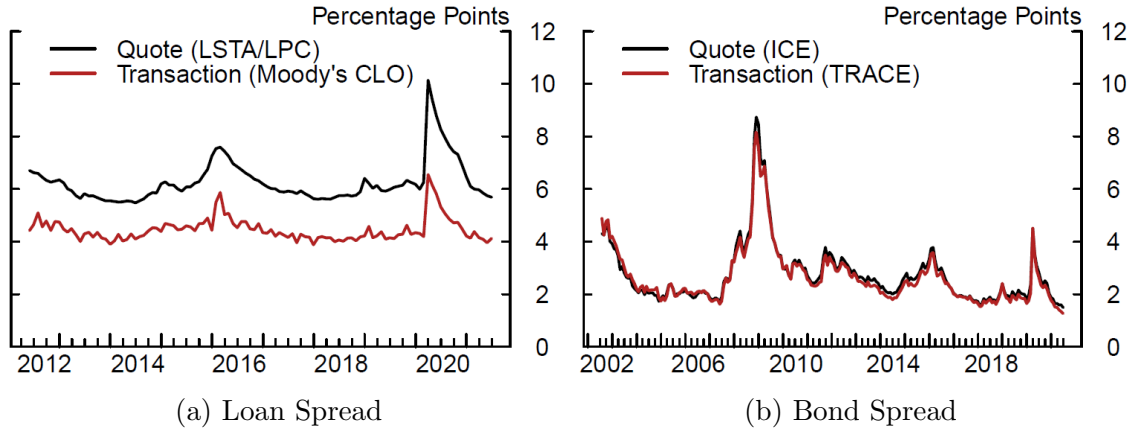 Percentage Points
12
Quote (LSTA/LPC)
Transaction (Moody's CLO)
10
8
6
4
2
0
2012 2014 2016 2018 2020
(a) Loan Spread
Percentage Points
12
Quote (ICE)
Transaction (TRACE)
10
8
6
4
2
0
2002 2006 2010 2014 2018
(b) Bond Spread